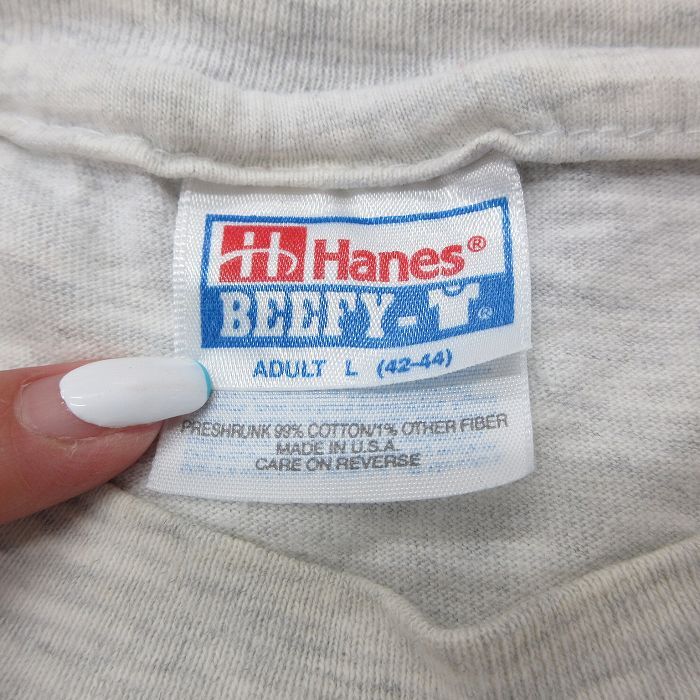 H Hanes®
BEEFY-®
ADULT L (42-44)
PRESHRUNK 99% COTTON/1% OTHER FIBER
MADE IN U.S.A.
CARE ON REVERSE